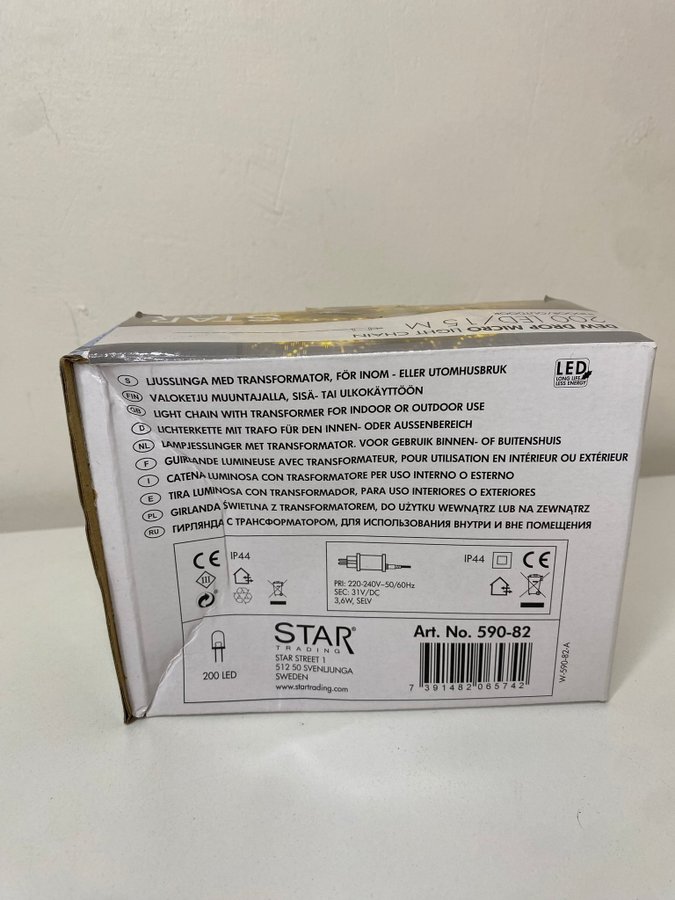 DEW DROP MICRO LIGHT CHAIN
200 LED/15 M
STAR
LED
LONG LIFE
LESS ENERGY
S LJUSSLINGA MED TRANSFORMATOR, FÖR INOM - ELLER UTOMHUSBRUK
FIN VALOKETJU MUUNTAJALLA, SISÄ- TAI ULKOKÄYTTÖÖN
GB LIGHT CHAIN WITH TRANSFORMER FOR INDOOR OR OUTDOOR USE
D LICHTERKETTE MIT TRAFO FÜR DEN INNEN- ODER AUSSENBEREICH
NL LAMPJESSLINGER MET TRANSFORMATOR. VOOR GEBRUIK BINNEN- OF BUITENSHUIS
F GUIRLANDE LUMINEUSE AVEC TRANSFORMATEUR, POUR UTILISATION EN INTÉRIEUR OU EXTÉRIEUR
I CATENA LUMINOSA CON TRASFORMATORE PER USO INTERNO O ESTERNO
E TIRA LUMINOSA CON TRANSFORMADOR, PARA USO INTERIORES O EXTERIORES
PL GIRLANDA ŚWIETLNA Z TRANSFORMATOREM, DO UŻYTKU WEWNĄTRZ LUB NA ZEWNĄTRZ
RU ГИРЛЯНДА С ТРАНСФОРМАТОРОМ, ДЛЯ ИСПОЛЬЗОВАНИЯ ВНУТРИ И ВНЕ ПОМЕЩЕНИЯ
CE IP44
III
IP44 CE
PRI: 220-240V~50/60Hz
SEC: 31V/DC
3,6W, SELV
200 LED
STAR®
TRADING
STAR STREET 1
512 50 SVENLJUNGA
SWEDEN
www.startrading.com
Art. No. 590-82
7 391482 065742
W-590-82-A